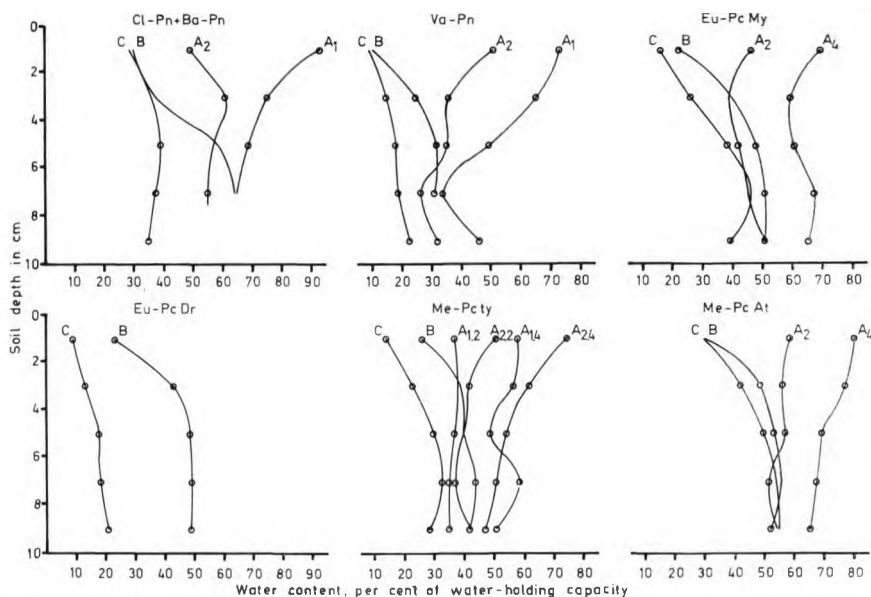 Cl-Pn+Ba-Pn
Va-Pn
Eu-Pc My
0
2
4
6
8
10
C B A2 A1
C B A2 A1
C B A2 A4
10 20 30 40 50 60 70 80 90
10 20 30 40 50 60 70 80
10 20 30 40 50 60 70 80
Soil depth in cm
Eu-Pc Dr
Me-Pc ty
Me-Pc At
0
2
4
6
8
10
C B
C B A1,2 A2,2 A1,4 A2,4
C B A2 A4
10 20 30 40 50 60 70 80 90
10 20 30 40 50 60 70 80
10 20 30 40 50 60 70 80
Water content, per cent of water-holding capacity